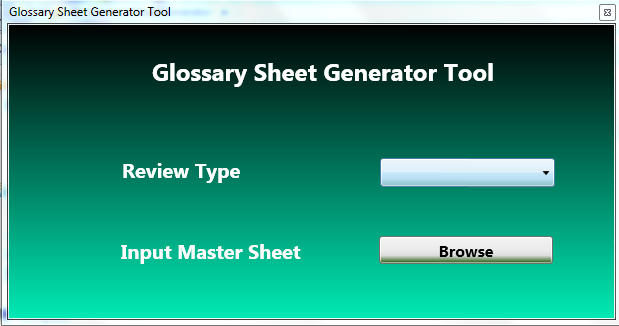 Glossary Sheet Generator Tool
Glossary Sheet Generator Tool
Review Type
Input Master Sheet
Browse